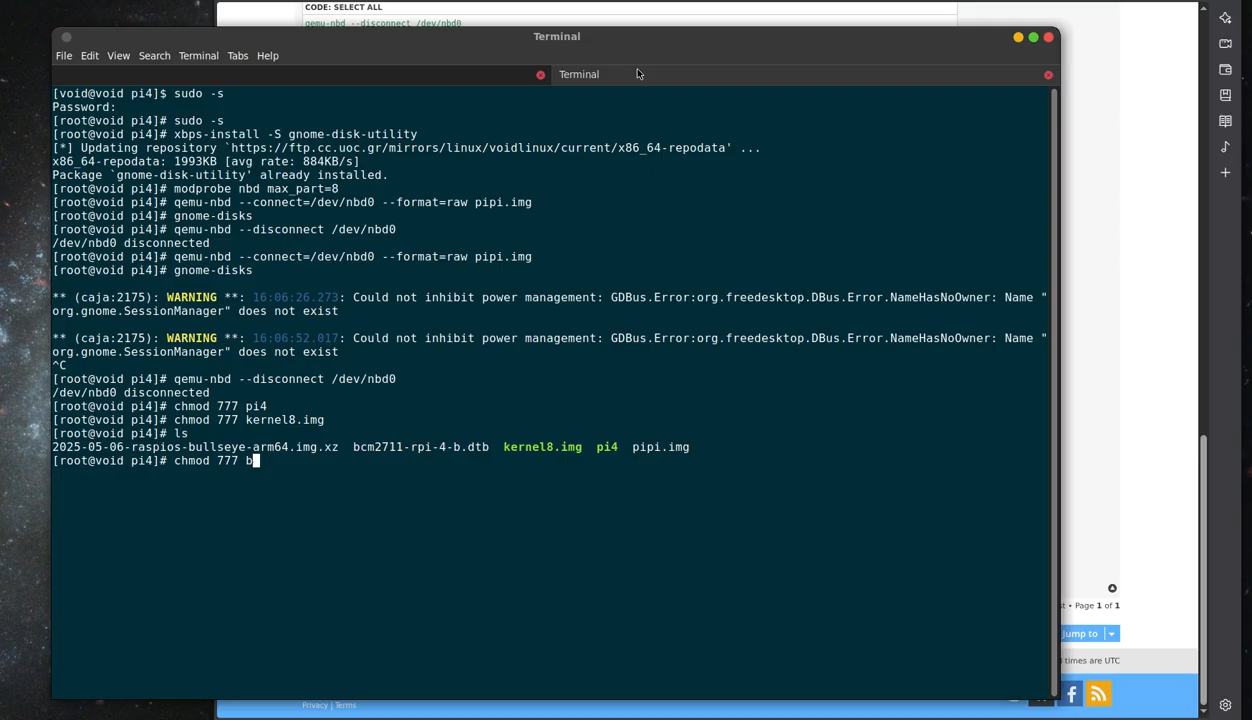 CODE: SELECT ALL
qemu-nbd --disconnect /dev/nbd0
Terminal
File Edit View Search Terminal Tabs Help
Terminal
[void@void pi4]$ sudo -s
Password:
[root@void pi4]# sudo -s
[root@void pi4]# xbps-install -S gnome-disk-utility
[*] Updating repository `https://ftp.cc.uoc.gr/mirrors/linux/voidlinux/current/x86_64-repodata' ...
x86_64-repodata: 1993KB [avg rate: 884KB/s]
Package `gnome-disk-utility' already installed.
[root@void pi4]# modprobe nbd max_part=8
[root@void pi4]# qemu-nbd --connect=/dev/nbd0 --format=raw pipi.img
[root@void pi4]# gnome-disks
[root@void pi4]# qemu-nbd --disconnect /dev/nbd0
/dev/nbd0 disconnected
[root@void pi4]# qemu-nbd --connect=/dev/nbd0 --format=raw pipi.img
[root@void pi4]# gnome-disks
** (caja:2175): WARNING **: 16:06:26.273: Could not inhibit power management: GDBus.Error:org.freedesktop.DBus.Error.NameHasNoOwner: Name "
org.gnome.SessionManager" does not exist
** (caja:2175): WARNING **: 16:06:52.017: Could not inhibit power management: GDBus.Error:org.freedesktop.DBus.Error.NameHasNoOwner: Name "
org.gnome.SessionManager" does not exist
^C
[root@void pi4]# qemu-nbd --disconnect /dev/nbd0
/dev/nbd0 disconnected
[root@void pi4]# chmod 777 pi4
[root@void pi4]# chmod 777 kernel8.img
[root@void pi4]# ls
2025-05-06-raspios-bullseye-arm64.img.xz bcm2711-rpi-4-b.dtb kernel8.img pi4 pipi.img
[root@void pi4]# chmod 777 b
st • Page 1 of 1
Jump to
times are UTC
Privacy | Terms